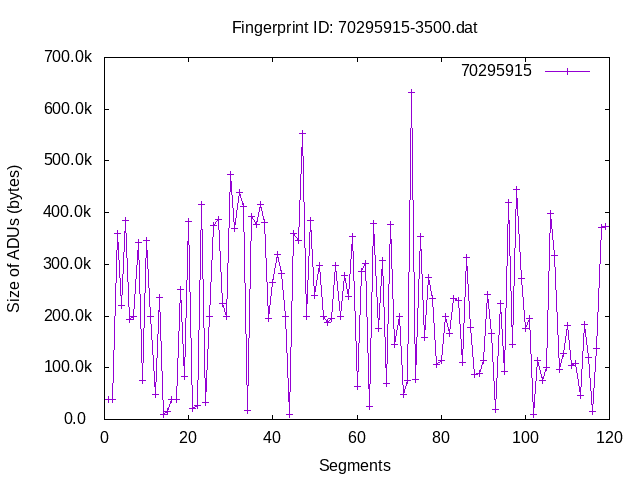 Fingerprint ID: 70295915-3500.dat
700.0k
600.0k
500.0k
400.0k
300.0k
200.0k
100.0k
0.0
70295915
Size of ADUs (bytes)
0 20 40 60 80 100 120
Segments